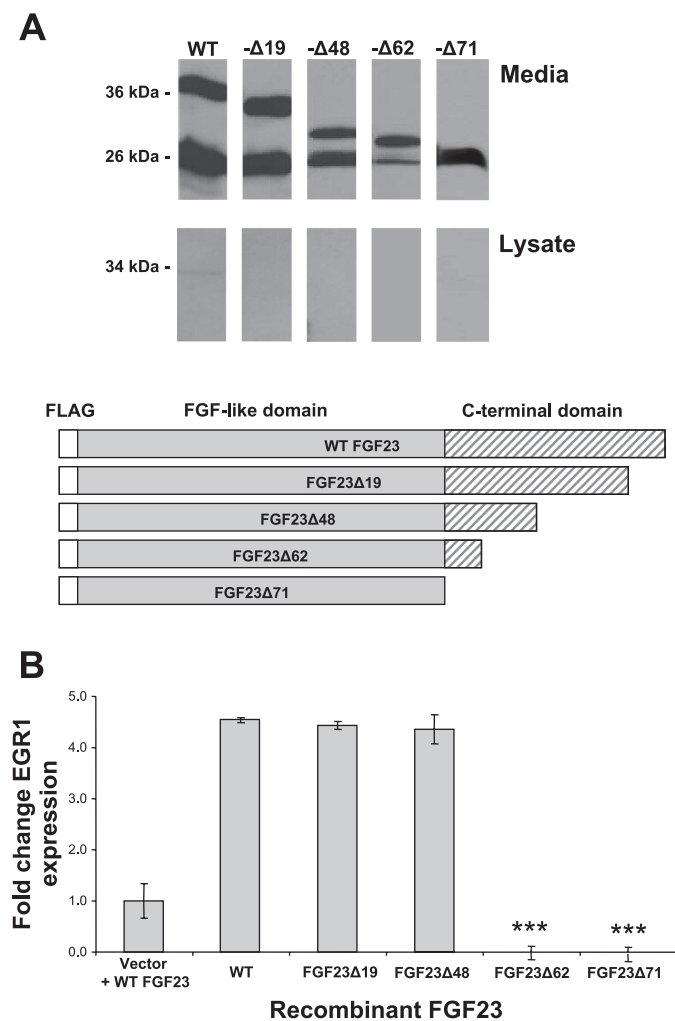 A
WT
-Δ19
-Δ48
-Δ62
-Δ71
36 kDa -
26 kDa -
Media
34 kDa -
Lysate
FLAG
FGF-like domain
C-terminal domain
WT FGF23
FGF23Δ19
FGF23Δ48
FGF23Δ62
FGF23Δ71
B
Fold change EGR1
expression
5.0
4.0
3.0
2.0
1.0
0.0
***
***
Vector
+ WT FGF23
WT
FGF23Δ19
FGF23Δ48
FGF23Δ62
FGF23Δ71
Recombinant FGF23